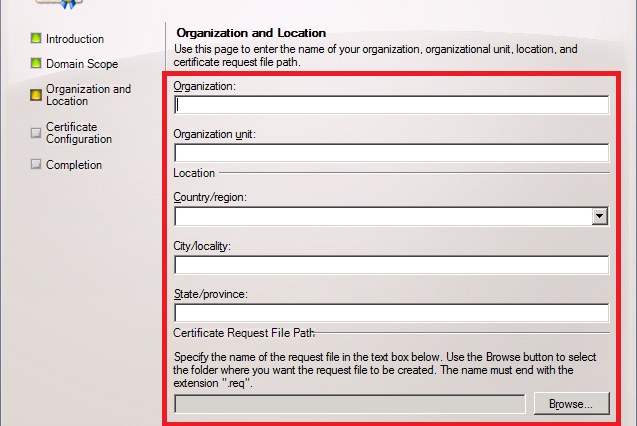 Introduction
Domain Scope
Organization and
Location
Certificate
Configuration
Completion
Organization and Location
Use this page to enter the name of your organization, organizational unit, location, and
certificate request file path.
Organization:
Organization unit:
Location
Country/region:
City/locality:
State/province:
Certificate Request File Path
Specify the name of the request file in the text box below. Use the Browse button to select
the folder where you want the request file to be created. The name must end with the
extension ".req".
Browse...